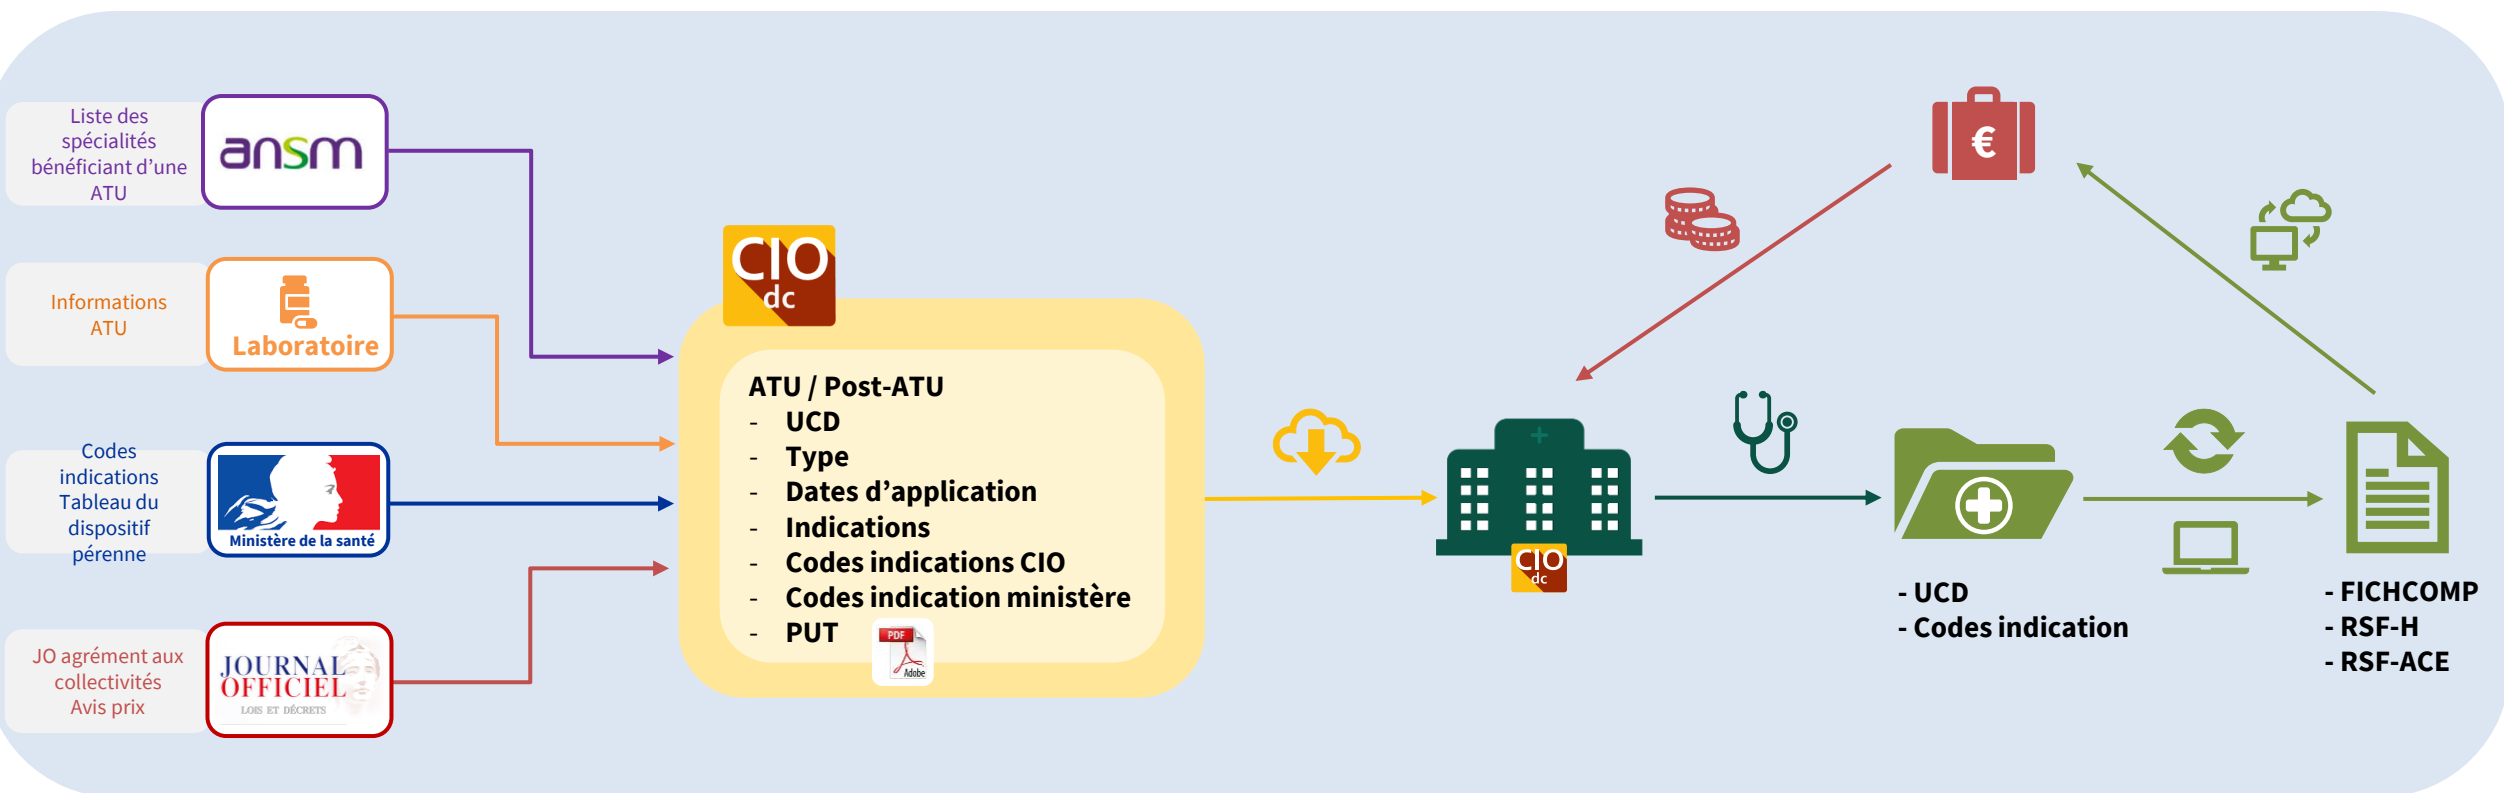 Liste des
spécialités
bénéficiant d'une
ATU
ansm
Informations
ATU
Laboratoire
Codes
indications
Tableau du
dispositif
pérenne
Ministère de la santé
JO agrément aux
collectivités
Avis prix
JOURNAL
OFFICIEL
LOIS ET DÉCRETS
CIO
dc
ATU / Post-ATU
- UCD
- Type
- Dates d'application
- Indications
- Codes indications CIO
- Codes indication ministère
- PUT
PDF
Adobe
CIO
dc
€
- UCD
- Codes indication
- FICHCOMP
- RSF-H
- RSF-ACE